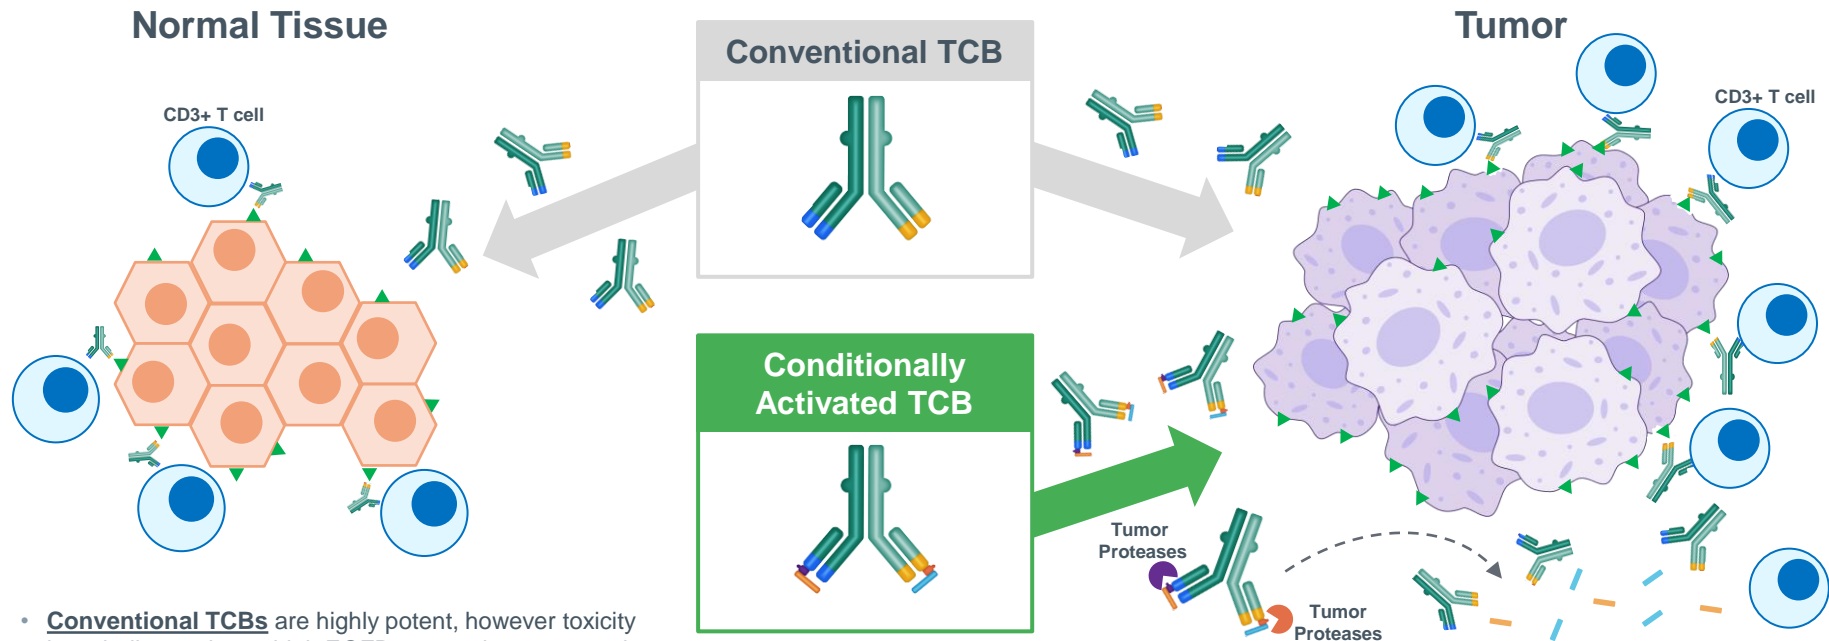 Normal Tissue
Conventional TCB
Tumor
CD3+ T cell
CD3+ T cell
Conditionally
Activated TCB
Tumor
Proteases
Tumor
Proteases
• Conventional TCBs are highly potent, however toxicity